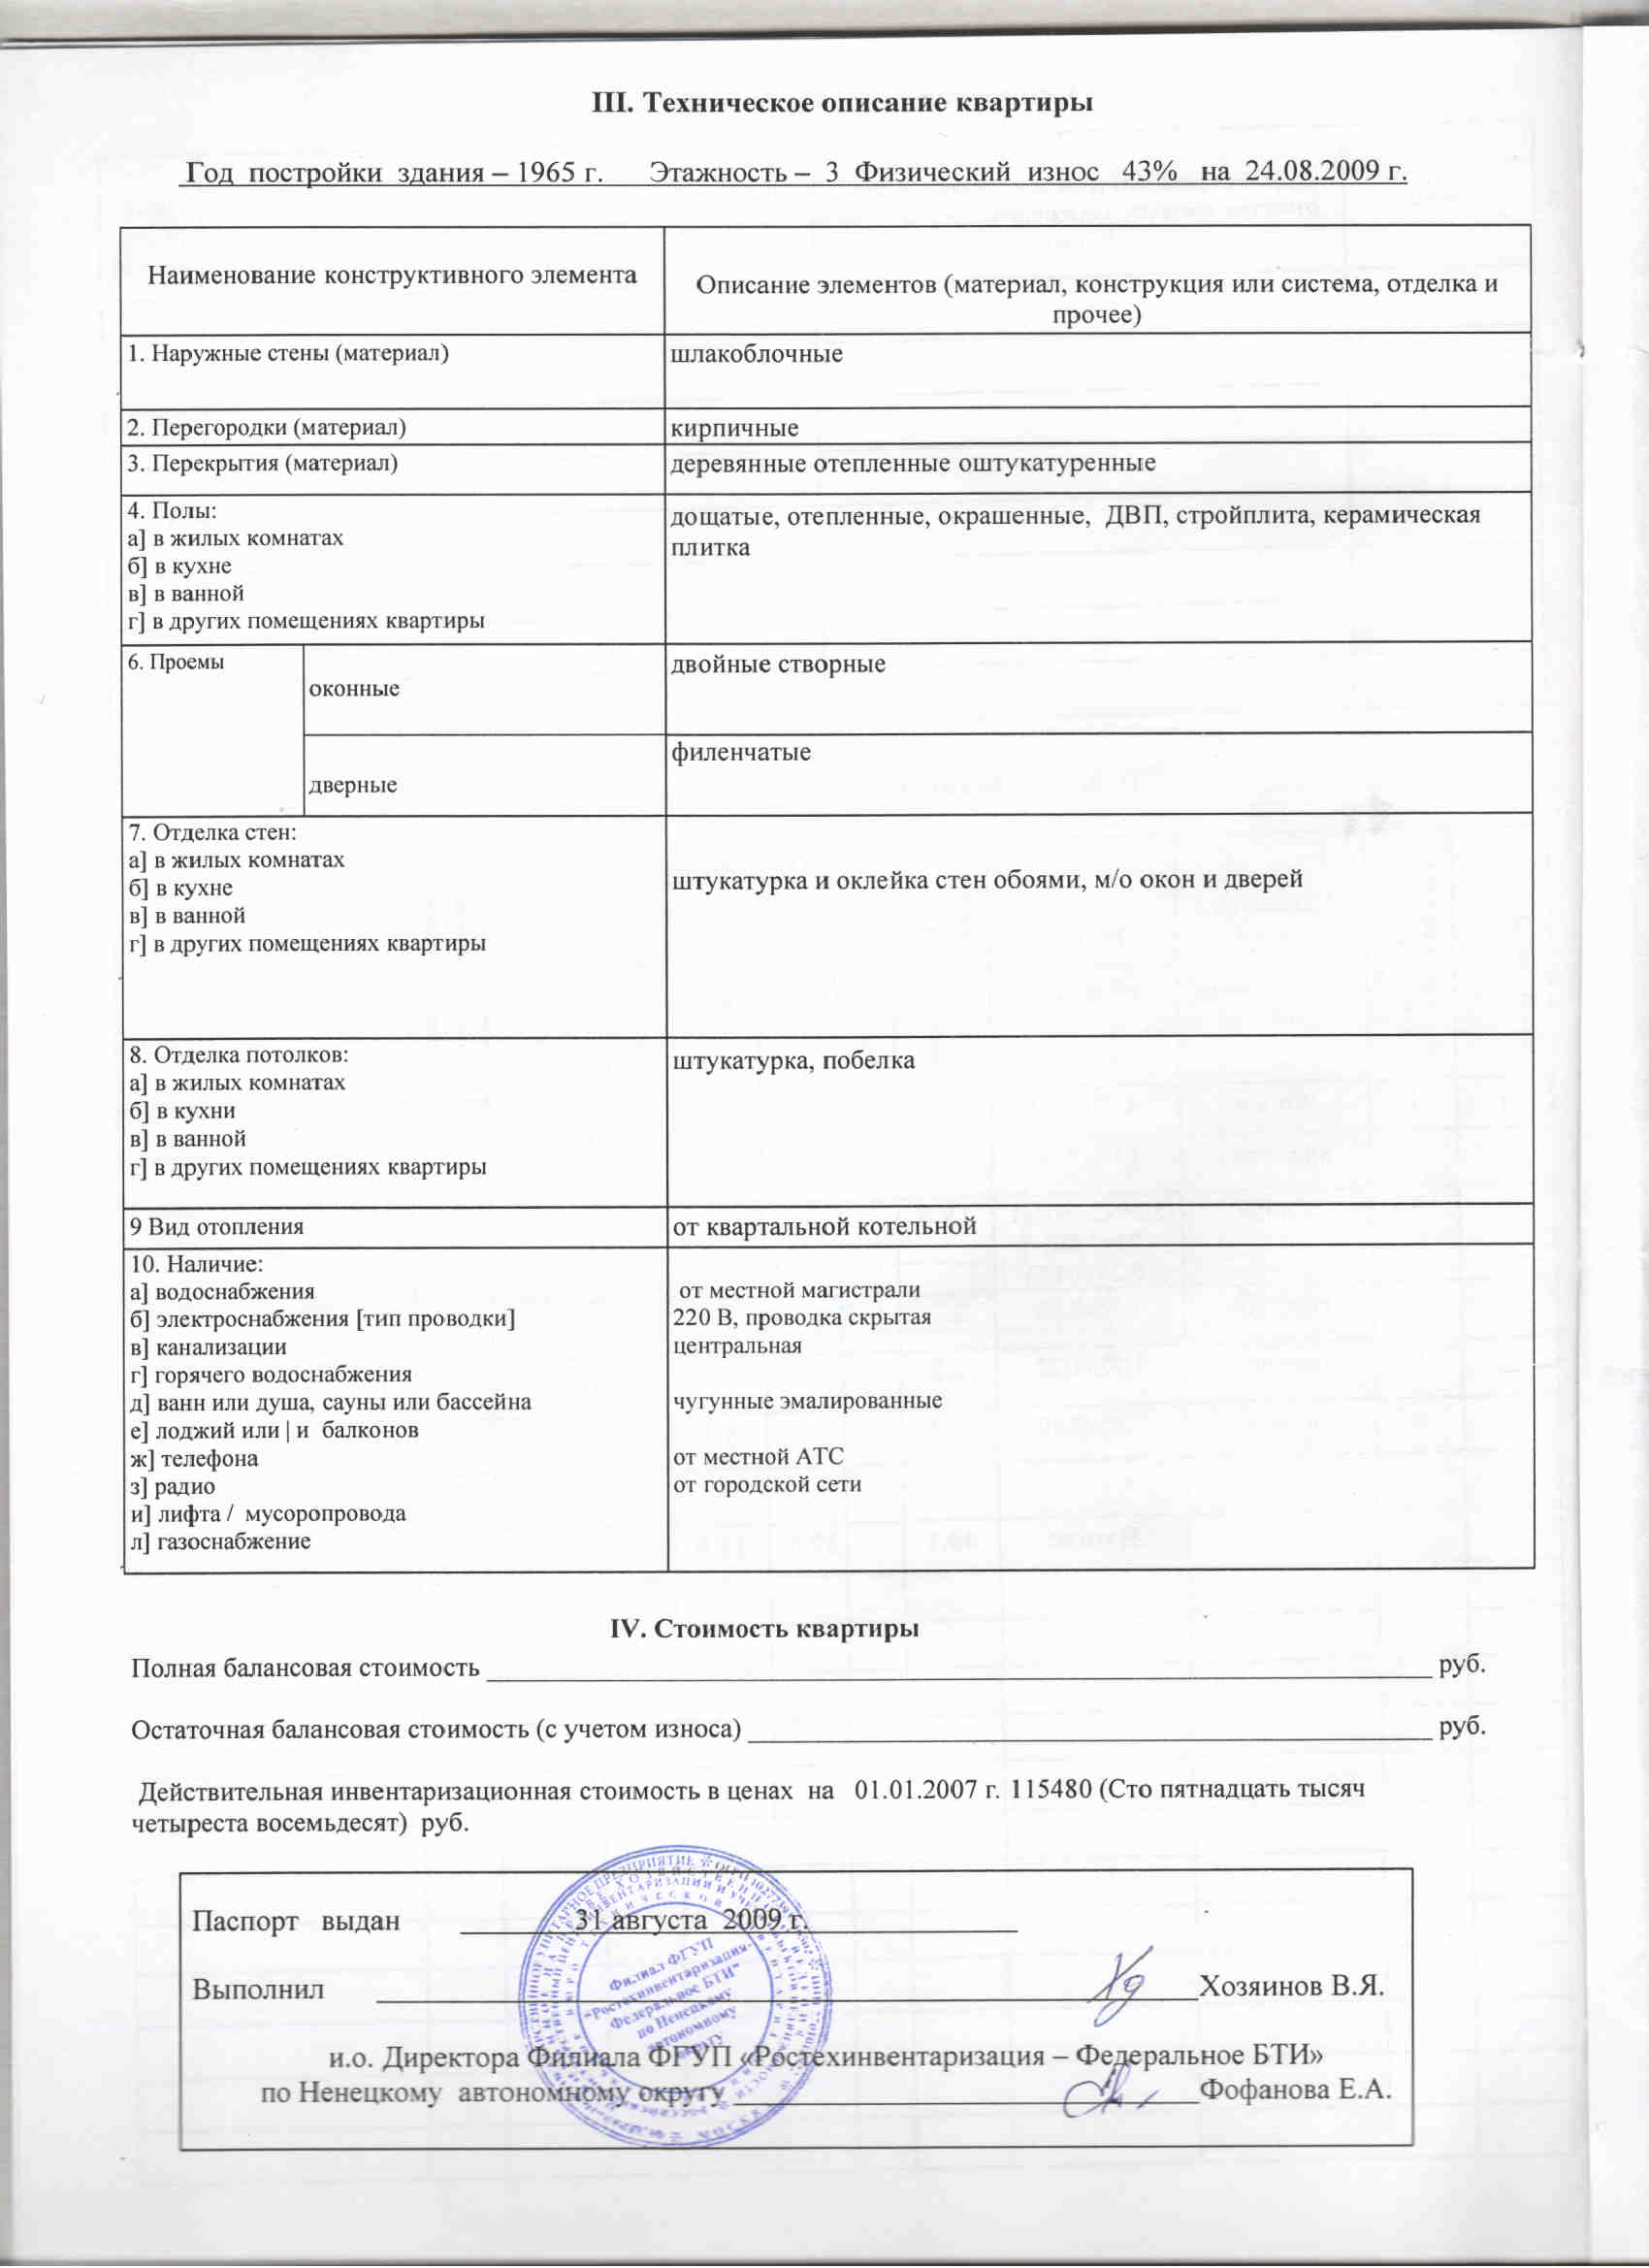 III. Техническое описание квартиры
Год постройки здания – 1965 г. Этажность – 3 Физический износ 43% на 24.08.2009 г.
Наименование конструктивного элемента
Описание элементов (материал, конструкция или система, отделка и
прочее)
1. Наружные стены (материал)
шлакоблочные
2. Перегородки (материал)
кирпичные
3. Перекрытия (материал)
деревянные отепленные оштукатуренные
4. Полы:
а] в жилых комнатах
б] в кухне
в] в ванной
г] в других помещениях квартиры
дощатые, отепленные, окрашенные, ДВП, стройплита, керамическая
плитка
6. Проемы
оконные
двойные створные
дверные
филенчатые
7. Отделка стен:
а] в жилых комнатах
б] в кухне
в] в ванной
г] в других помещениях квартиры
штукатурка и оклейка стен обоями, м/о окон и дверей
8. Отделка потолков:
а] в жилых комнатах
б] в кухни
в] в ванной
г] в других помещениях квартиры
штукатурка, побелка
9 Вид отопления
от квартальной котельной
10. Наличие:
а] водоснабжения
от местной магистрали
б] электроснабжения [тип проводки]
220 В, проводка скрытая
в] канализации
центральная
г] горячего водоснабжения
д] ванн или душа, сауны или бассейна
чугунные эмалированные
е] лоджий или | и балконов
ж] телефона
от местной АТС
з] радио
от городской сети
и] лифта / мусоропровода
л] газоснабжение
IV. Стоимость квартиры
Полная балансовая стоимость руб.
Остаточная балансовая стоимость (с учетом износа) руб.
Действительная инвентаризационная стоимость в ценах на 01.01.2007 г. 115480 (Сто пятнадцать тысяч
четыреста восемьдесят) руб.
Паспорт выдан 31 августа 2009 г.
Выполнил Хозяинов В.Я.
и.о. Директора Филиала ФГУП «Ростехинвентаризация – Федеральное БТИ»
по Ненецкому автономному округу Фофанова Е.А.
Филиал ФГУП
"Ростехинвентаризация-
Федеральное БТИ"
по Ненецкому
автономному
округу